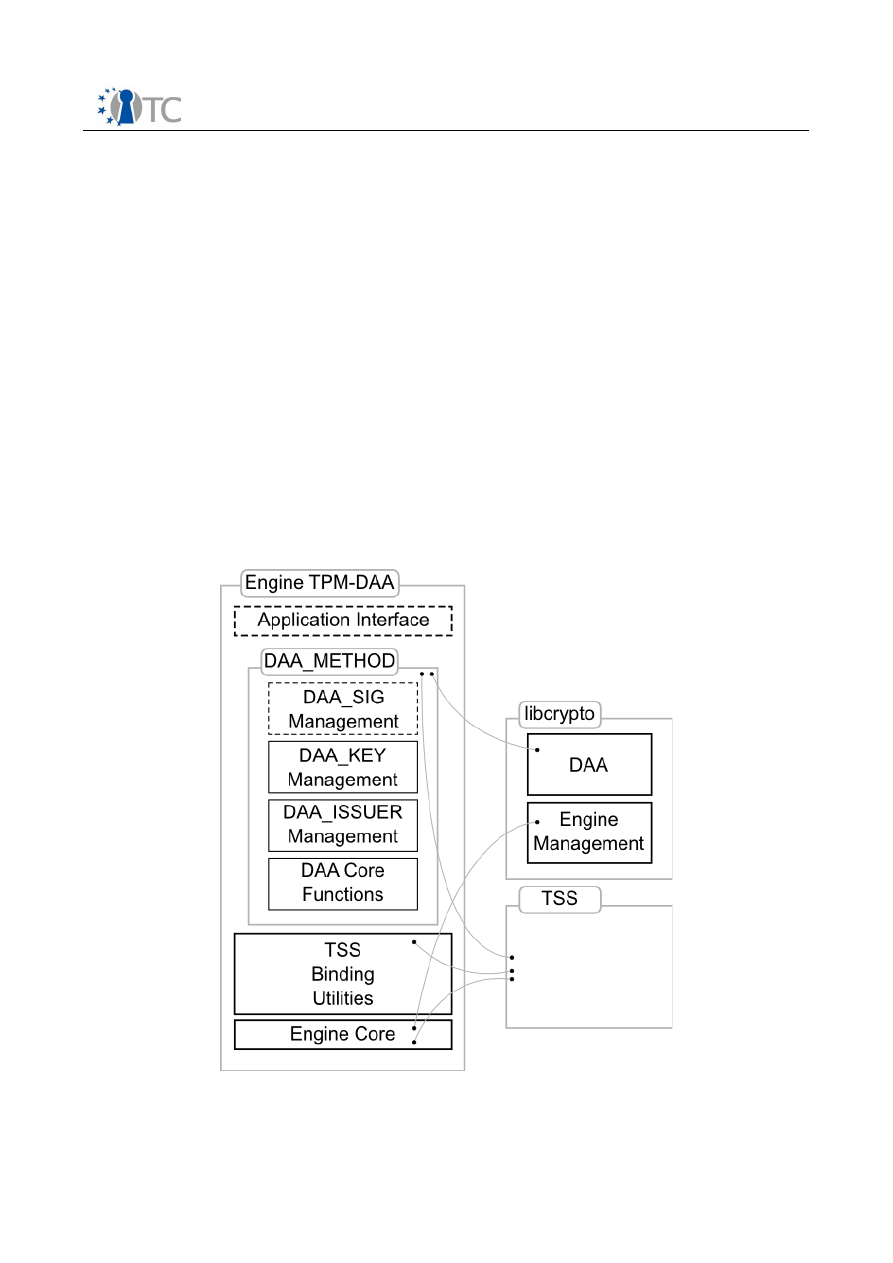 TC
Engine TPM-DAA
Application Interface
DAA_METHOD
DAA_SIG
Management
DAA_KEY
Management
DAA_ISSUER
Management
DAA Core
Functions
TSS
Binding
Utilities
Engine Core
libcrypto
DAA
Engine
Management
TSS